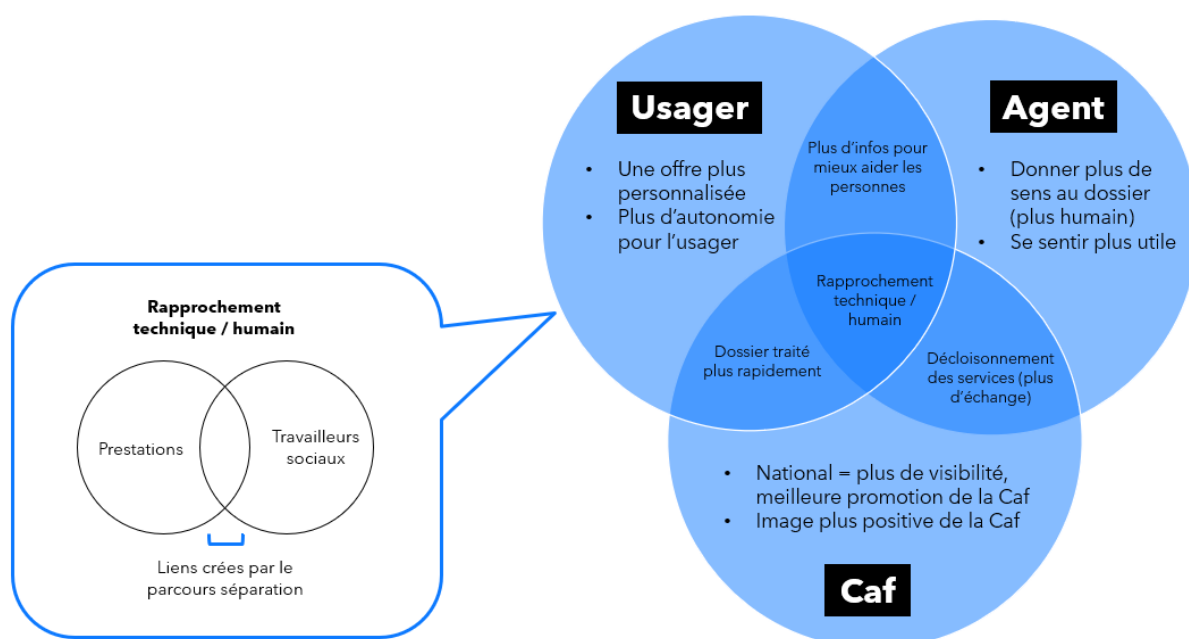 Usager
• Une offre plus
personnalisée
• Plus d'autonomie
pour l'usager
Plus d'infos pour
mieux aider les
personnes
Agent
• Donner plus de
sens au dossier
(plus humain)
• Se sentir plus utile
Rapprochement
technique /
humain
Dossier traité
plus rapidement
Décloisonnement
des services (plus
d'échange)
• National = plus de visibilité,
meilleure promotion de la Caf
• Image plus positive de la Caf
Caf
Rapprochement
technique / humain
Prestations
Travailleurs
sociaux
Liens crées par le
parcours séparation